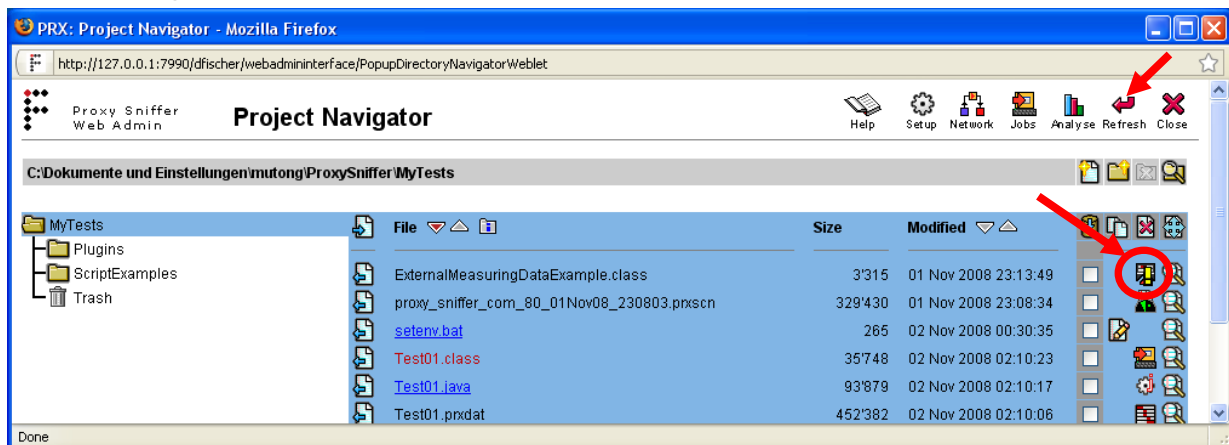 PRX: Project Navigator - Mozilla Firefox
http://127.0.0.1:7990/dfischer/webadmininterface/PopupDirectoryNavigatorWeblet
Proxy Sniffer
Web Admin
Project Navigator
Help Setup Network Jobs Analyse Refresh Close
C:\Dokumente und Einstellungen\mutong\ProxySniffer\MyTests
MyTests File Size Modified
Plugins
ScriptExamples
Trash
ExternalMeasuringDataExample.class 3'315 01 Nov 2008 23:13:49
proxy_sniffer_com_80_01Nov08_230803.prxscn 329'430 01 Nov 2008 23:08:34
setenv.bat 265 02 Nov 2008 00:30:35
Test01.class 35'748 02 Nov 2008 02:10:23
Test01.java 93'879 02 Nov 2008 02:10:17
Test01.prxdat 452'382 02 Nov 2008 02:10:06
Done